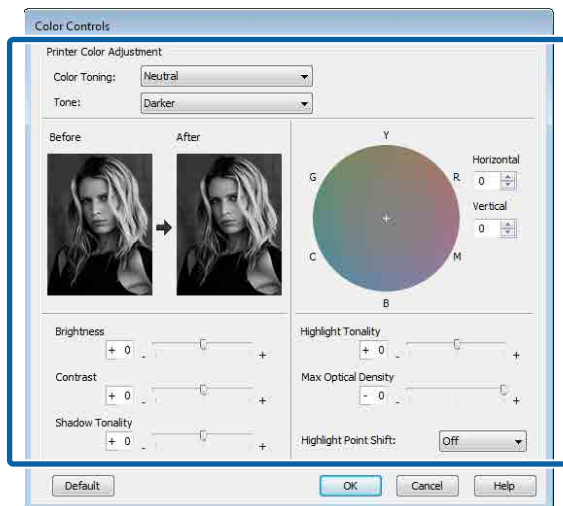 Color Controls
Printer Color Adjustment
Color Toning: Neutral
Tone: Darker
Before After
Y
G R
C M
B
Horizontal
0
Vertical
0
Brightness
+ 0 - +
Contrast
+ 0 - +
Shadow Tonality
+ 0 - +
Highlight Tonality
+ 0 - +
Max Optical Density
- 0 - +
Highlight Point Shift: Off
Default OK Cancel Help